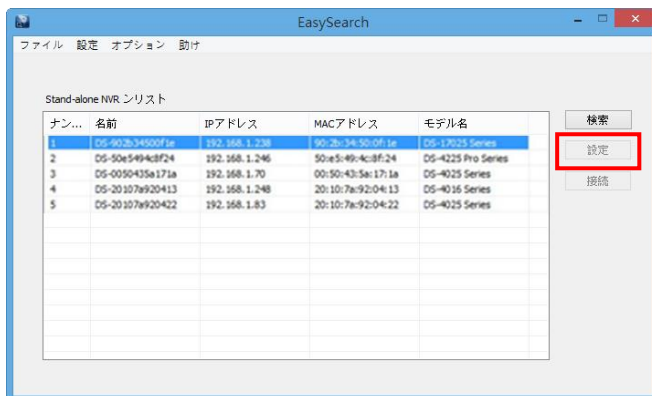 EasySearch
ファイル 設定 オプション 助け
Stand-alone NVR ンリスト
ナン... 名前 IPアドレス MACアドレス モデル名
検索
1 DS-902b34500f1e 192.168.1.238 90:2b:34:50:0f:1e DS-17025 Series
設定
2 DS-50e5494c8f24 192.168.1.246 50:e5:49:4c:8f:24 DS-4225 Pro Series
3 DS-0050435a171a 192.168.1.70 00:50:43:5a:17:1a DS-4025 Series
接続
4 DS-20107a920413 192.168.1.248 20:10:7a:92:04:13 DS-4016 Series
5 DS-20107a920422 192.168.1.83 20:10:7a:92:04:22 DS-4025 Series